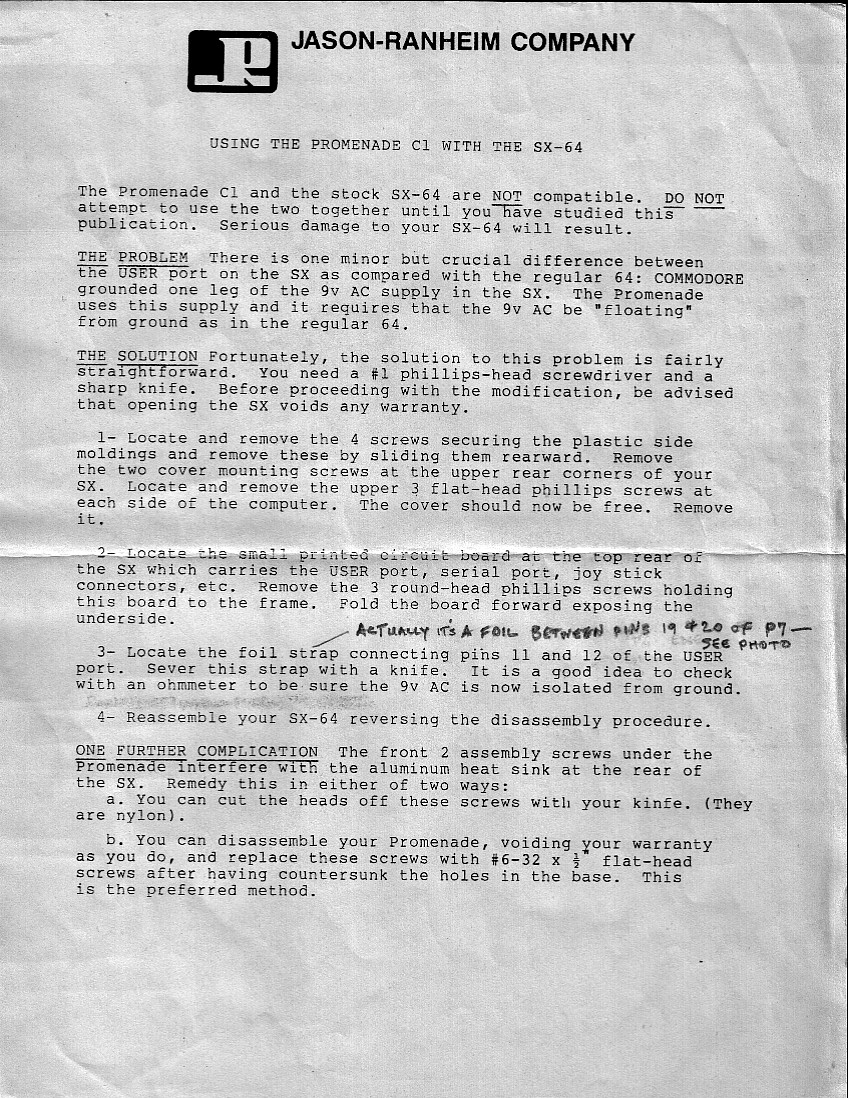 JR JASON-RANHEIM COMPANY
USING THE PROMENADE C1 WITH THE SX-64
The Promenade C1 and the stock SX-64 are NOT compatible. DO NOT
attempt to use the two together until you have studied this
publication. Serious damage to your SX-64 will result.
THE PROBLEM There is one minor but crucial difference between
the USER port on the SX as compared with the regular 64: COMMODORE
grounded one leg of the 9v AC supply in the SX. The Promenade
uses this supply and it requires that the 9v AC be "floating"
from ground as in the regular 64.
THE SOLUTION Fortunately, the solution to this problem is fairly
straightforward. You need a #1 phillips-head screwdriver and a
sharp knife. Before proceeding with the modification, be advised
that opening the SX voids any warranty.
1- Locate and remove the 4 screws securing the plastic side
moldings and remove these by sliding them rearward. Remove
the two cover mounting screws at the upper rear corners of your
SX. Locate and remove the upper 3 flat-head phillips screws at
each side of the computer. The cover should now be free. Remove
it.
2- Locate the small printed circuit board at the top rear of
the SX which carries the USER port, serial port, joy stick
connectors, etc. Remove the 3 round-head phillips screws holding
this board to the frame. Fold the board forward exposing the
underside.
ACTUALLY IT'S A FOIL BETWEEN PINS 19 & 20 OF P7—
SEE PHOTO
3- Locate the foil strap connecting pins 11 and 12 of the USER
port. Sever this strap with a knife. It is a good idea to check
with an ohmmeter to be sure the 9v AC is now isolated from ground.
4- Reassemble your SX-64 reversing the disassembly procedure.
ONE FURTHER COMPLICATION The front 2 assembly screws under the
Promenade interfere with the aluminum heat sink at the rear of
the SX. Remedy this in either of two ways:
a. You can cut the heads off these screws with your kinfe. (They
are nylon).
b. You can disassemble your Promenade, voiding your warranty
as you do, and replace these screws with #6-32 x ½" flat-head
screws after having countersunk the holes in the base. This
is the preferred method.